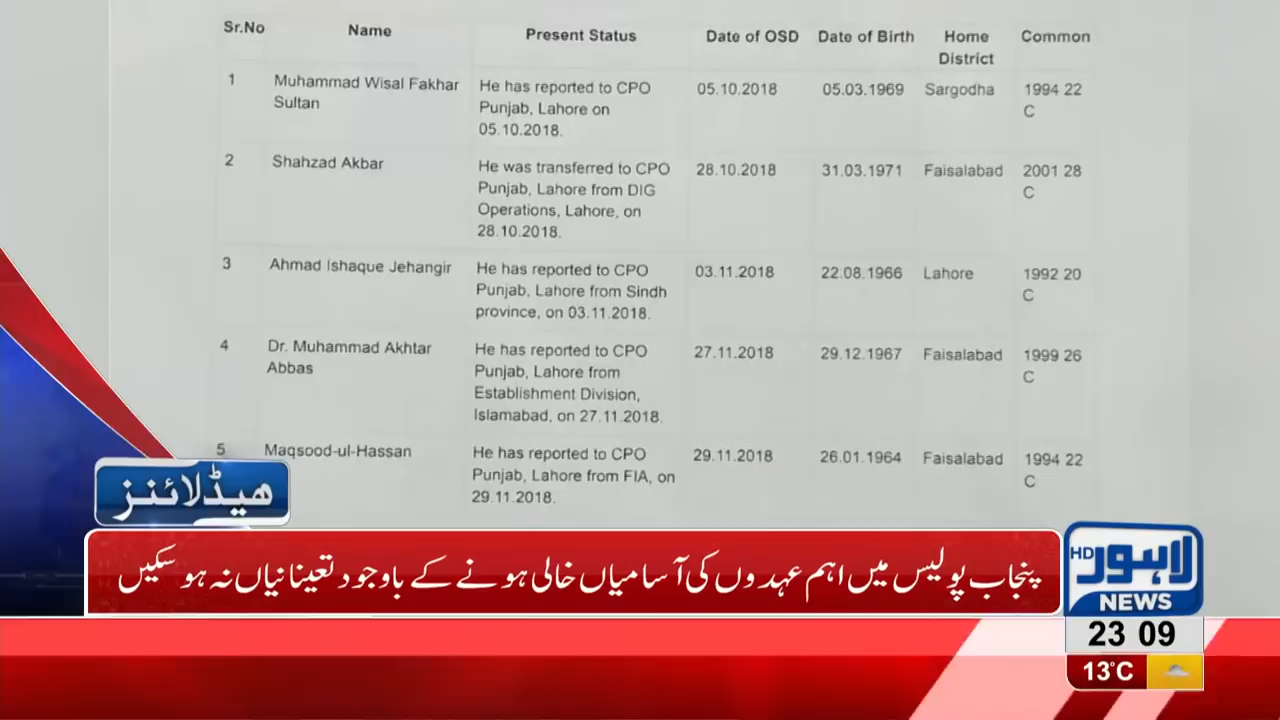 Sr.No Name Present Status Date of OSD Date of Birth Home District Common
1 Muhammad Wisal Fakhar Sultan He has reported to CPO Punjab, Lahore on 05.10.2018. 05.10.2018 05.03.1969 Sargodha 1994 22 C
2 Shahzad Akbar He was transferred to CPO Punjab, Lahore from DIG Operations, Lahore, on 28.10.2018. 28.10.2018 31.03.1971 Faisalabad 2001 28 C
3 Ahmad Ishaque Jehangir He has reported to CPO Punjab, Lahore from Sindh province, on 03.11.2018. 03.11.2018 22.08.1966 Lahore 1992 20 C
4 Dr. Muhammad Akhtar Abbas He has reported to CPO Punjab, Lahore from Establishment Division, Islamabad, on 27.11.2018. 27.11.2018 29.12.1967 Faisalabad 1999 26 C
5 Maqsood-ul-Hassan He has reported to CPO Punjab, Lahore from FIA, on 29.11.2018. 29.11.2018 26.01.1964 Faisalabad 1994 22 C
ھیڈلائنز
پنجاب پولیس میں اہم عہدوں کی آسامیاں خالی ہونے کے باوجود تعیناتیاں نہ ہو سکیں
لاہور HD
NEWS
23 09
13°C